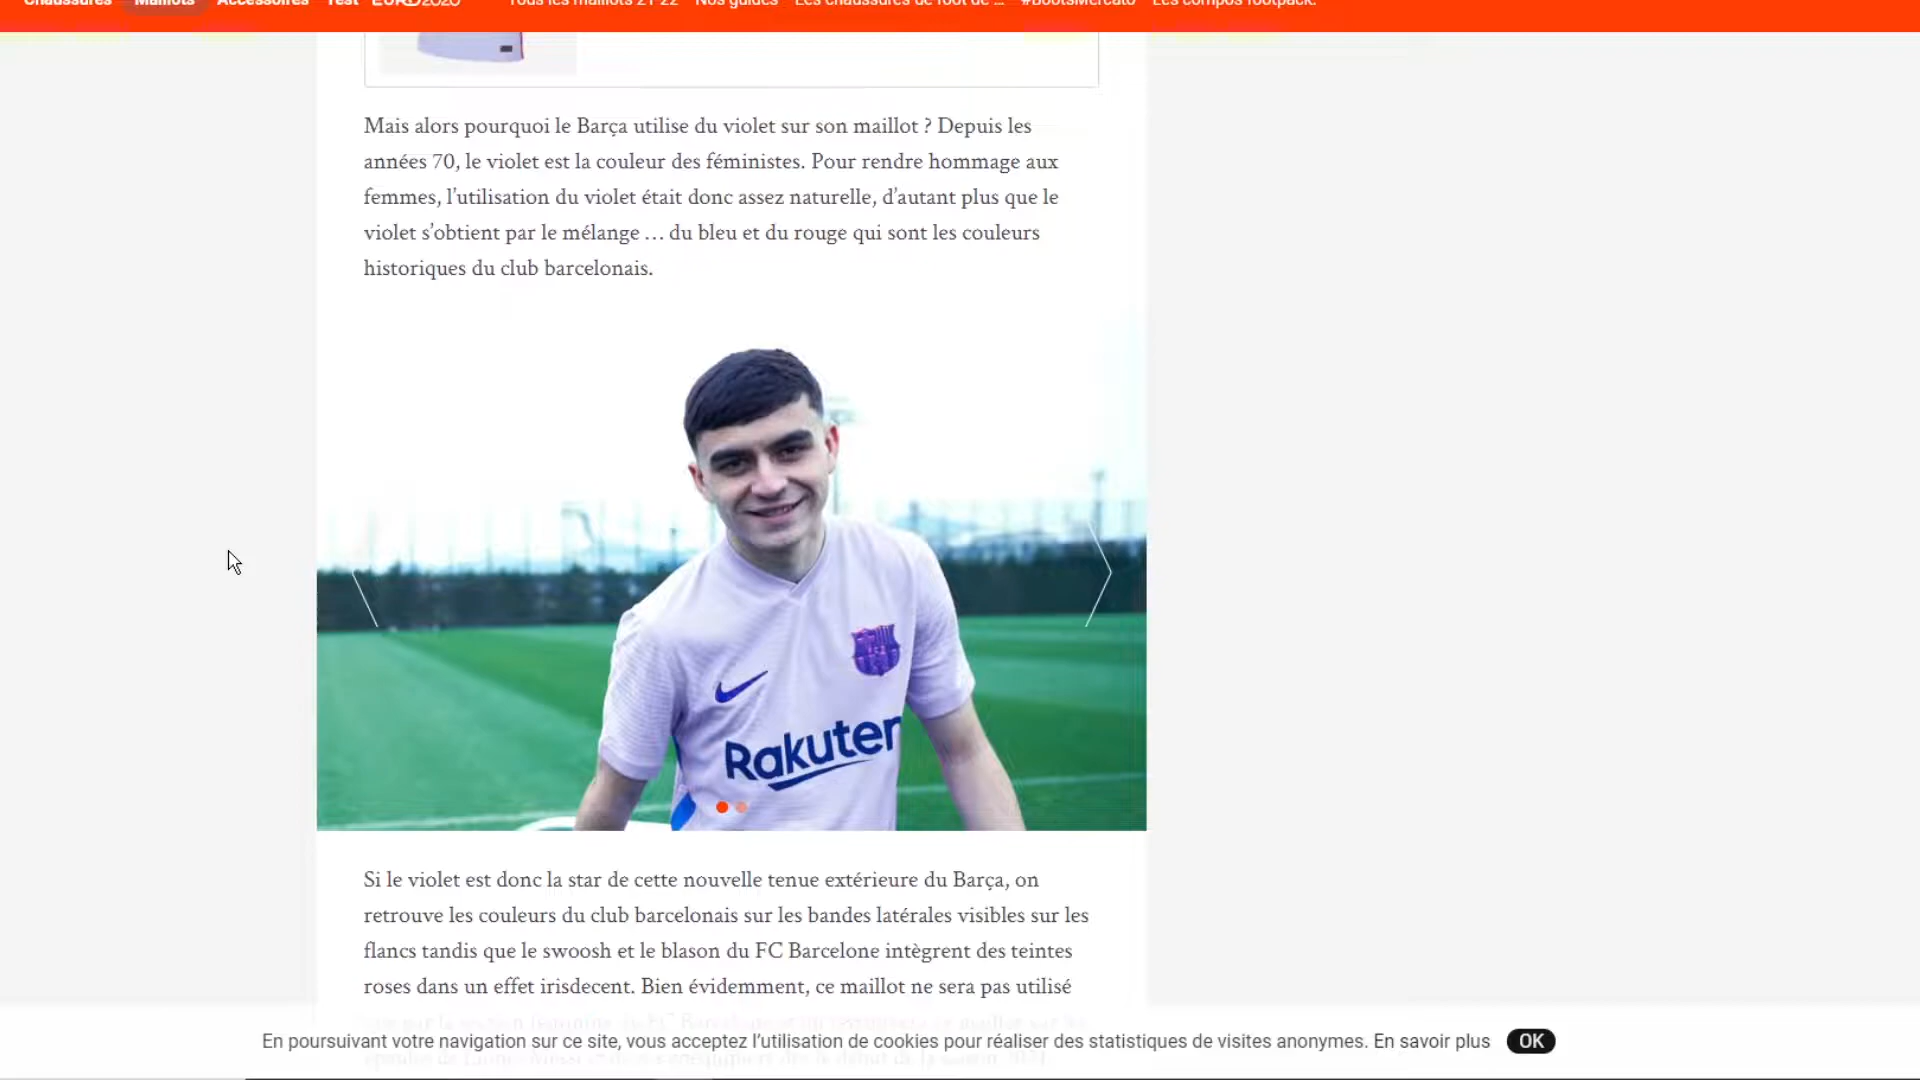 Chaussures Maillots Accessoires Test EURO2020 Tous les maillots 21-22 Nos guides Les chaussures de foot de ... #BootsMercato Les compos footpack.
Mais alors pourquoi le Barça utilise du violet sur son maillot ? Depuis les
années 70, le violet est la couleur des féministes. Pour rendre hommage aux
femmes, l’utilisation du violet était donc assez naturelle, d’autant plus que le
violet s’obtient par le mélange … du bleu et du rouge qui sont les couleurs
historiques du club barcelonais.
Rakuten
Si le violet est donc la star de cette nouvelle tenue extérieure du Barça, on
retrouve les couleurs du club barcelonais sur les bandes latérales visibles sur les
flancs tandis que le swoosh et le blason du FC Barcelone intègrent des teintes
roses dans un effet irisdecent. Bien évidemment, ce maillot ne sera pas utilisé
En poursuivant votre navigation sur ce site, vous acceptez l’utilisation de cookies pour réaliser des statistiques de visites anonymes. En savoir plus OK